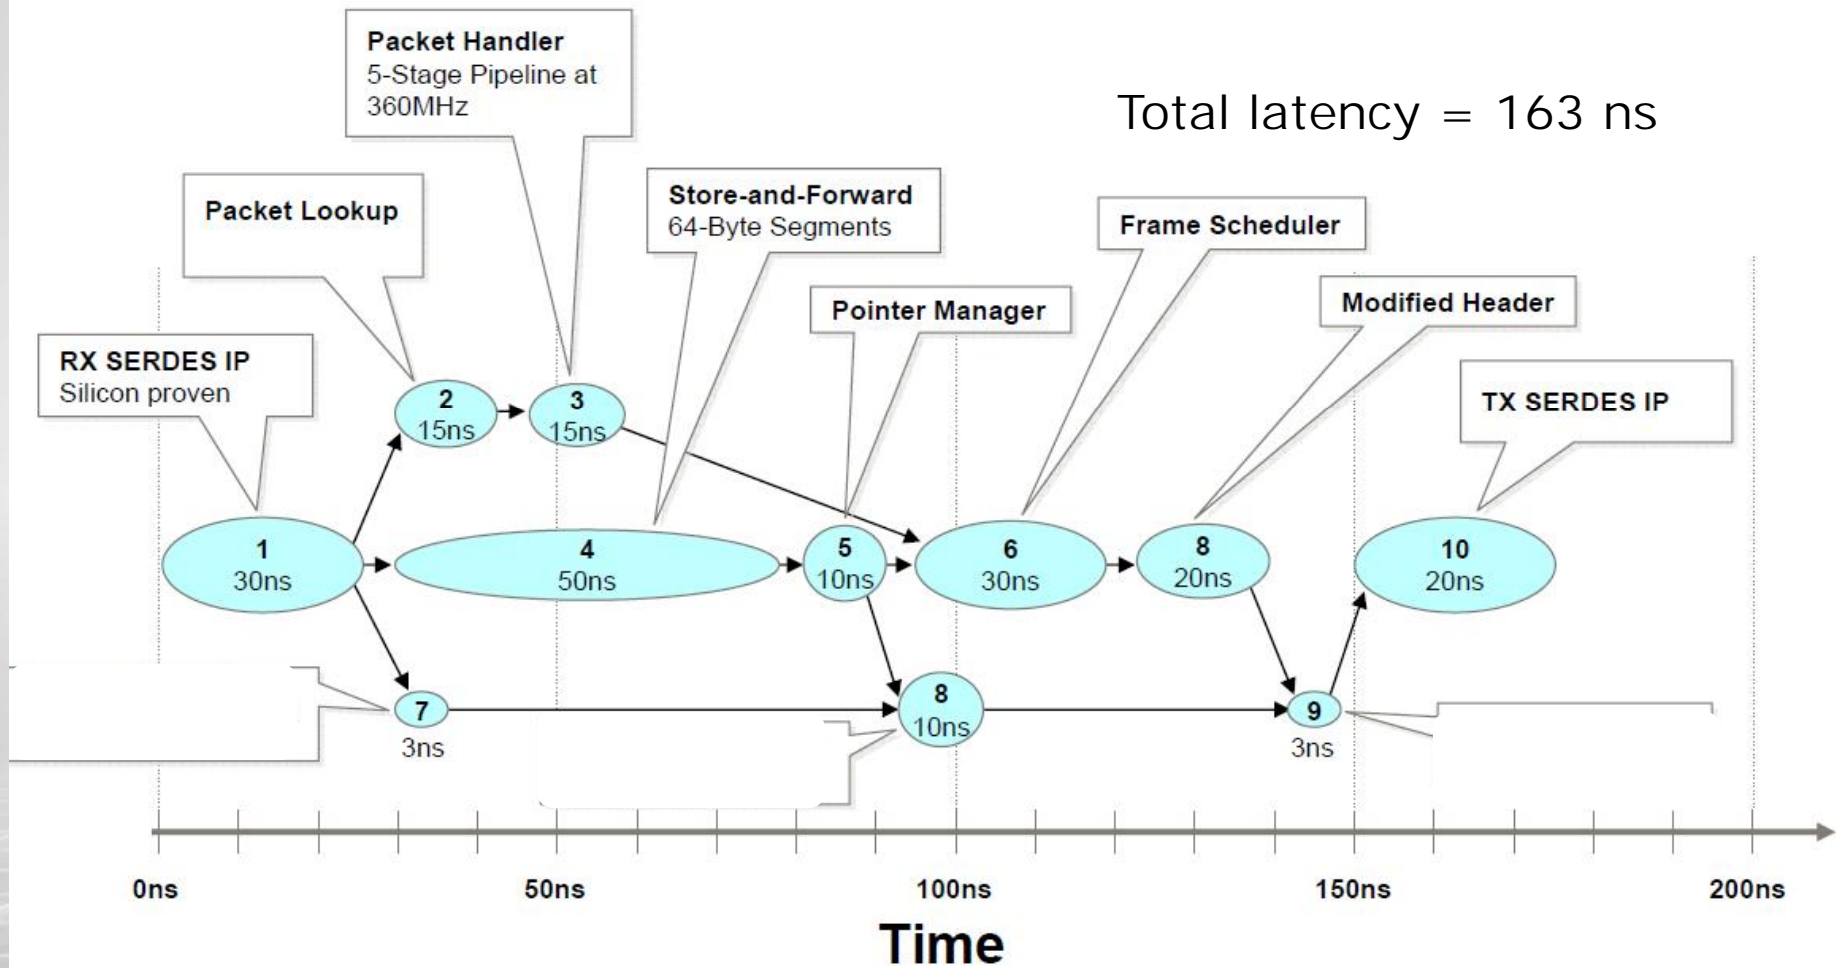 Packet Handler
5-Stage Pipeline at
360MHz
Total latency = 163 ns
Packet Lookup
Store-and-Forward
64-Byte Segments
Frame Scheduler
Pointer Manager
Modified Header
RX SERDES IP
Silicon proven
TX SERDES IP
2
15ns
3
15ns
1
30ns
4
50ns
5
10ns
6
30ns
8
20ns
10
20ns
7
3ns
8
10ns
9
3ns
0ns
50ns
100ns
150ns
200ns
Time